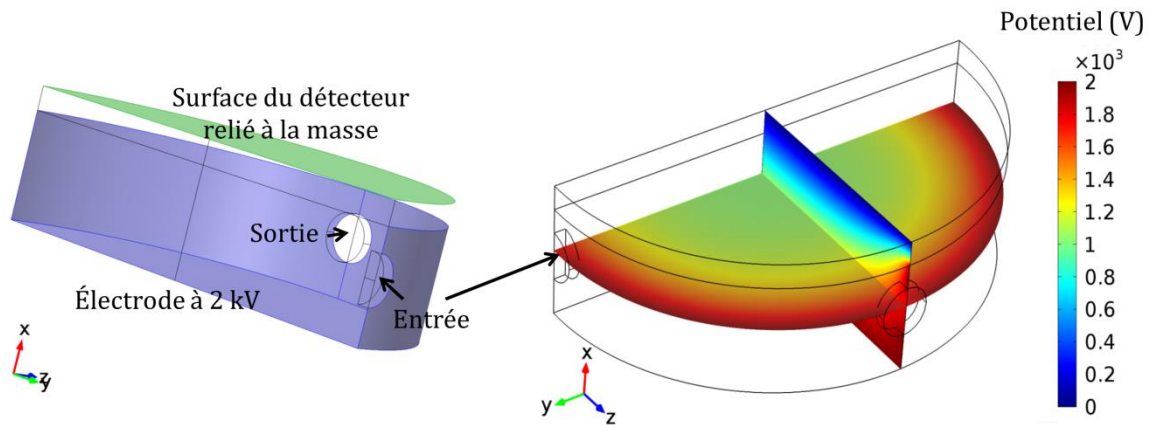 Potentiel (V)
×10³
Surface du détecteur
relié à la masse
Sortie
Électrode à 2 kV
Entrée
x
z
y
x
y
z
2
1.8
1.6
1.4
1.2
1
0.8
0.6
0.4
0.2
0